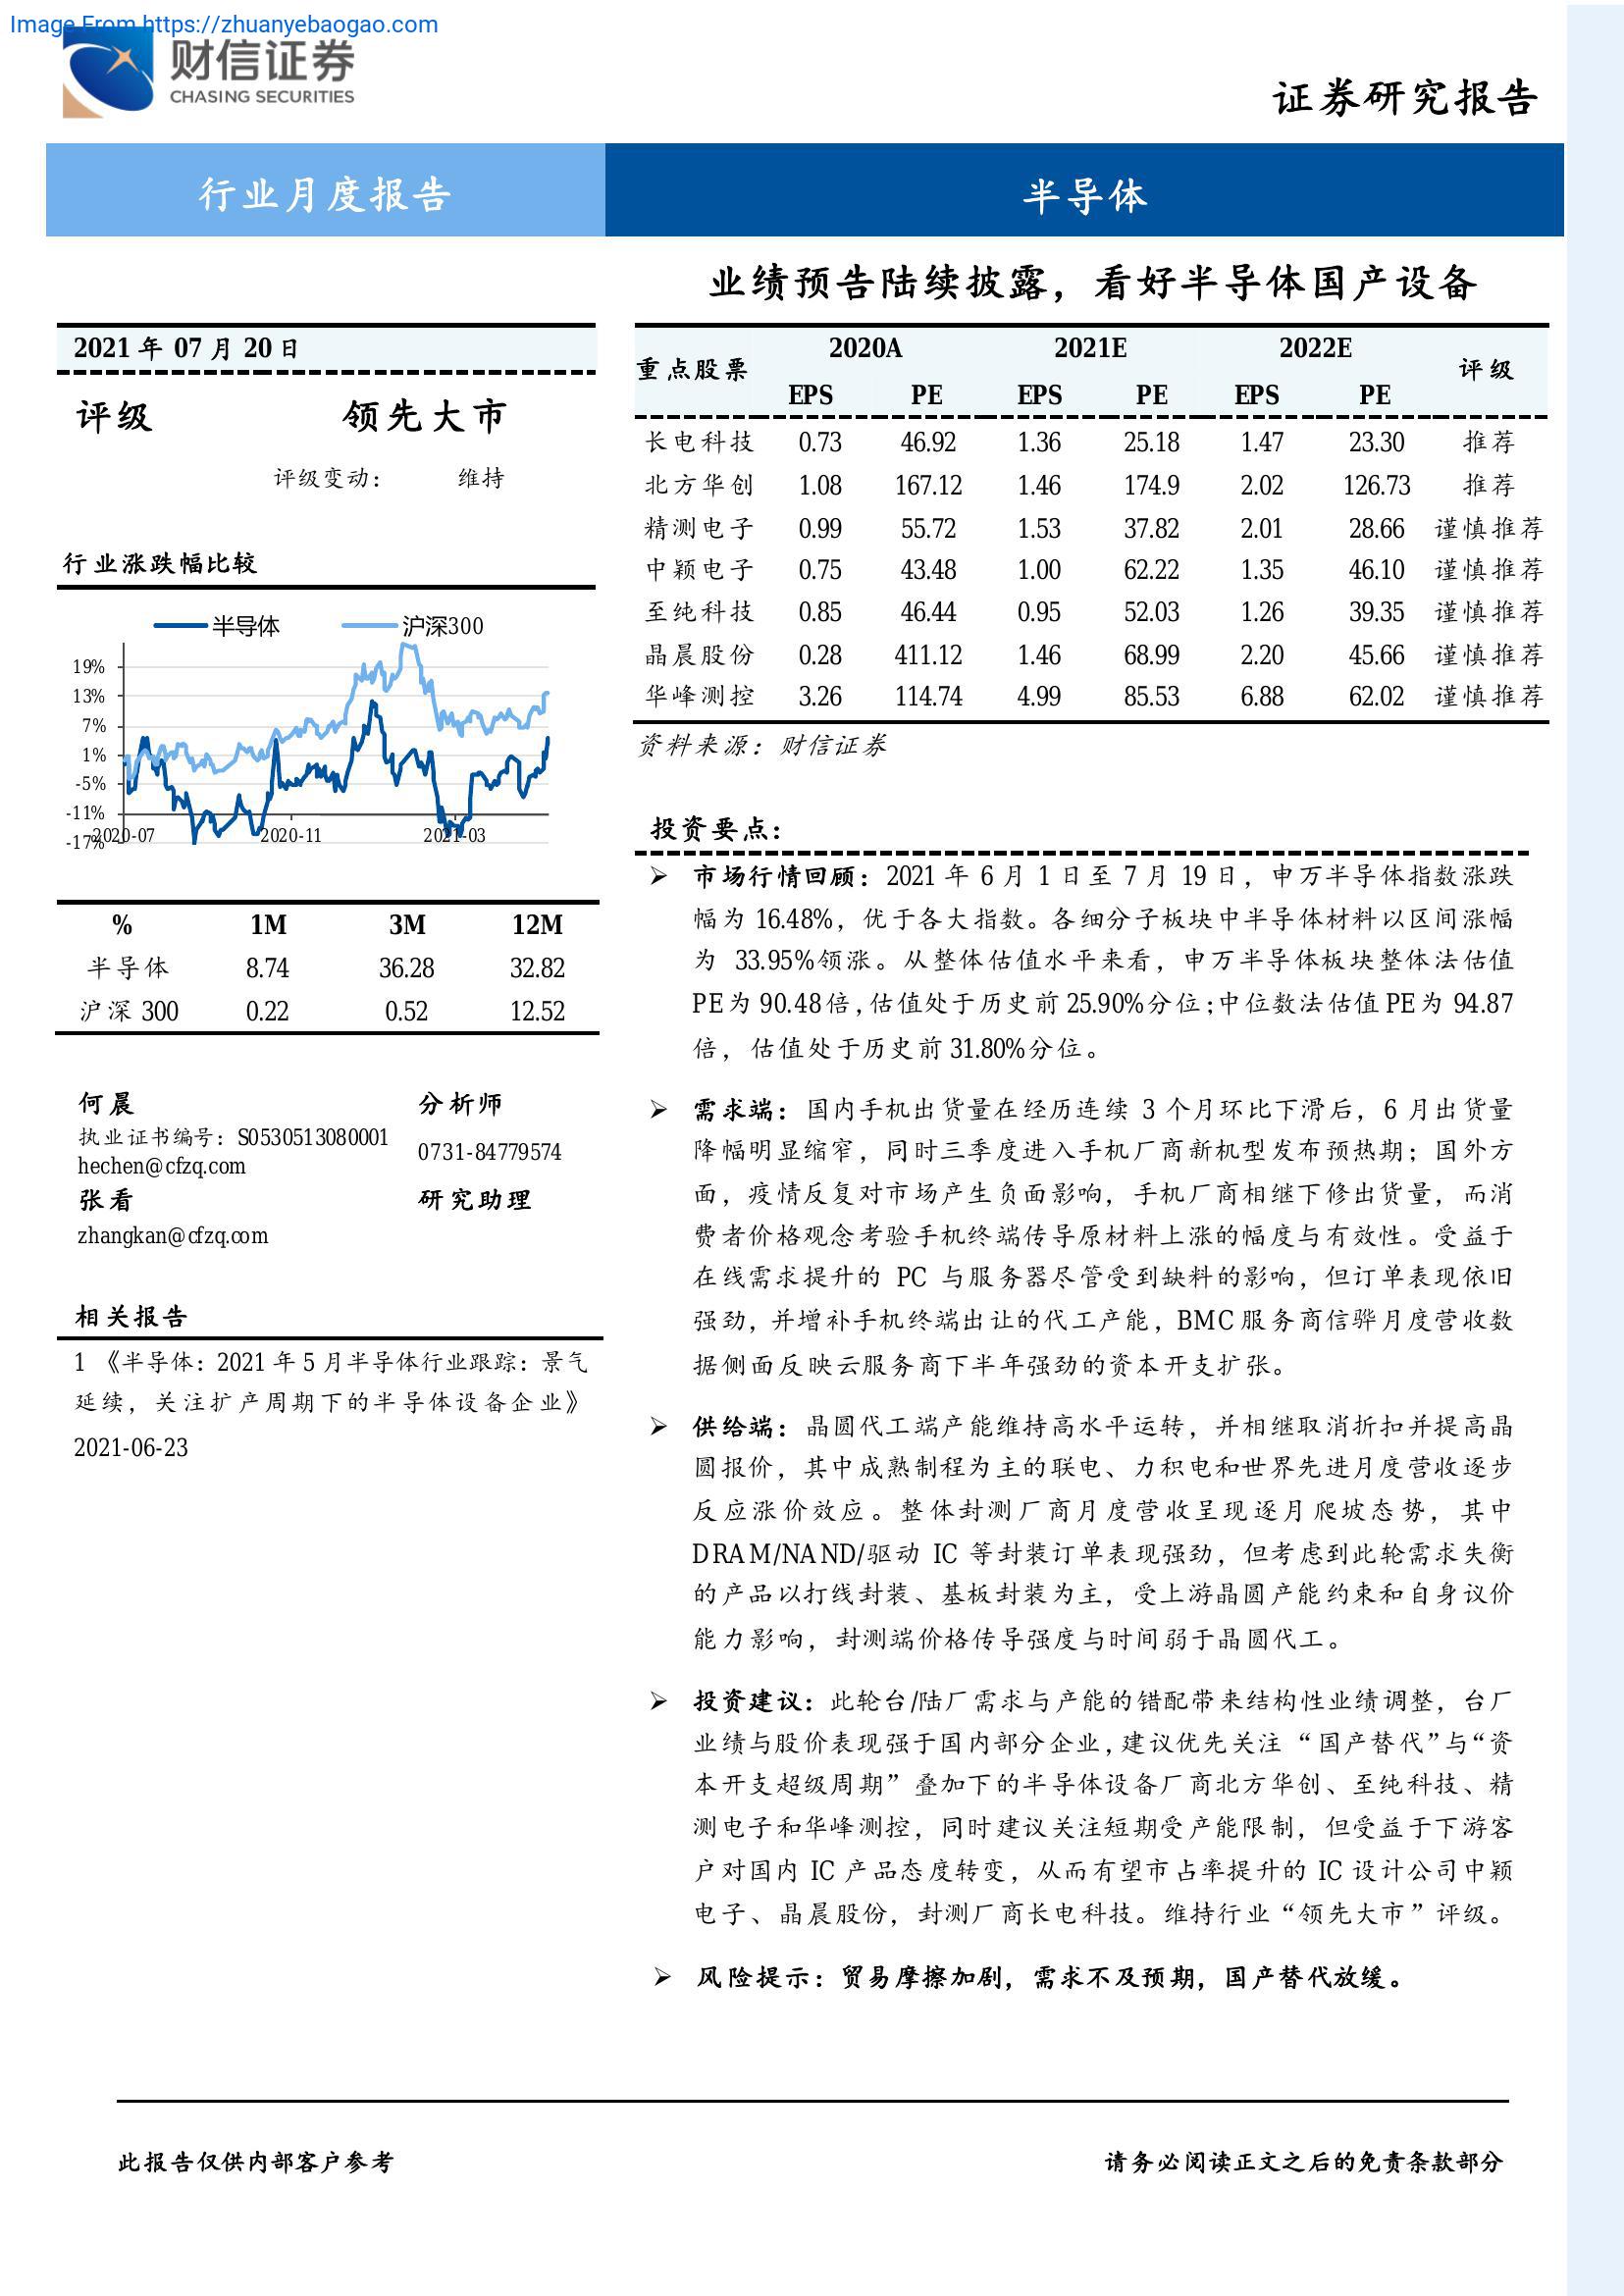 Image From https://zhuanyebaogao.com
财信证券
CHASING SECURITIES
证券研究报告
行业月度报告
半导体
业绩预告陆续披露，看好半导体国产设备
2021 年 07 月 20 日
评级 领先大市
评级变动： 维持
行业涨跌幅比较
半导体 沪深300
19%
13%
7%
1%
-5%
-11%
-17%
2020-07 2020-11 2021-03
% 1M 3M 12M
半导体 8.74 36.28 32.82
沪深 300 0.22 0.52 12.52
何晨 分析师
执业证书编号：S0530513080001
0731-84779574
hechen@cfzq.com
张看 研究助理
zhangkan@cfzq.com
相关报告
1 《半导体：2021 年 5 月半导体行业跟踪：景气
延续，关注扩产周期下的半导体设备企业》
2021-06-23
重点股票 2020A 2021E 2022E 评级
EPS PE EPS PE EPS PE
长电科技 0.73 46.92 1.36 25.18 1.47 23.30 推荐
北方华创 1.08 167.12 1.46 174.9 2.02 126.73 推荐
精测电子 0.99 55.72 1.53 37.82 2.01 28.66 谨慎推荐
中颖电子 0.75 43.48 1.00 62.22 1.35 46.10 谨慎推荐
至纯科技 0.85 46.44 0.95 52.03 1.26 39.35 谨慎推荐
晶晨股份 0.28 411.12 1.46 68.99 2.20 45.66 谨慎推荐
华峰测控 3.26 114.74 4.99 85.53 6.88 62.02 谨慎推荐
资料来源：财信证券
投资要点：
➢ 市场行情回顾：2021 年 6 月 1 日至 7 月 19 日，申万半导体指数涨跌
幅为 16.48%，优于各大指数。各细分子板块中半导体材料以区间涨幅
为 33.95%领涨。从整体估值水平来看，申万半导体板块整体法估值
PE 为 90.48 倍，估值处于历史前 25.90%分位；中位数法估值 PE 为 94.87
倍，估值处于历史前 31.80%分位。
➢ 需求端：国内手机出货量在经历连续 3 个月环比下滑后，6 月出货量
降幅明显缩窄，同时三季度进入手机厂商新机型发布预热期；国外方
面，疫情反复对市场产生负面影响，手机厂商相继下修出货量，而消
费者价格观念考验手机终端传导原材料上涨的幅度与有效性。受益于
在线需求提升的 PC 与服务器尽管受到缺料的影响，但订单表现依旧
强劲，并增补手机终端出让的代工产能，BMC 服务商信骅月度营收数
据侧面反映云服务商下半年强劲的资本开支扩张。
➢ 供给端：晶圆代工端产能维持高水平运转，并相继取消折扣并提高晶
圆报价，其中成熟制程为主的联电、力积电和世界先进月度营收逐步
反应涨价效应。整体封测厂商月度营收呈现逐月爬坡态势，其中
DRAM/NAND/驱动 IC 等封装订单表现强劲，但考虑到此轮需求失衡
的产品以打线封装、基板封装为主，受上游晶圆产能约束和自身议价
能力影响，封测端价格传导强度与时间弱于晶圆代工。
➢ 投资建议：此轮台/陆厂需求与产能的错配带来结构性业绩调整，台厂
业绩与股价表现强于国内部分企业，建议优先关注“国产替代”与“资
本开支超级周期”叠加下的半导体设备厂商北方华创、至纯科技、精
测电子和华峰测控，同时建议关注短期受产能限制，但受益于下游客
户对国内 IC 产品态度转变，从而有望市占率提升的 IC 设计公司中颖
电子、晶晨股份，封测厂商长电科技。维持行业“领先大市”评级。
➢ 风险提示：贸易摩擦加剧，需求不及预期，国产替代放缓。
此报告仅供内部客户参考 请务必阅读正文之后的免责条款部分